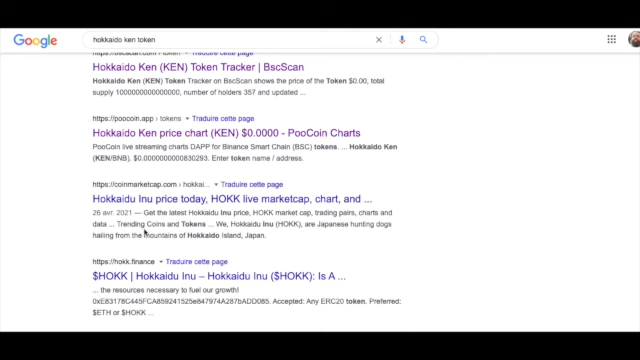 Google
hokkaido ken token
https://bscscan.com › token Traduire cette page
Hokkaido Ken (KEN) Token Tracker | BscScan
Hokkaido Ken (KEN) Token Tracker on BscScan shows the price of the Token $0.00, total
supply 1000000000000000, number of holders 357 and updated ...
https://poocoin.app › tokens Traduire cette page
Hokkaido Ken price chart (KEN) $0.0000 - PooCoin Charts
PooCoin live streaming charts DAPP for Binance Smart Chain (BSC) tokens. ... Hokkaido Ken
(KEN/BNB). $0.0000000000830293. Enter token name / address.
https://coinmarketcap.com › hokkai... Traduire cette page
Hokkaidu Inu price today, HOKK live marketcap, chart, and ...
26 avr. 2021 — Get the latest Hokkaidu Inu price, HOKK market cap, trading pairs, charts and
data ... Trending Coins and Tokens ... We, Hokkaidu Inu (HOKK), are Japanese hunting dogs
hailing from the mountains of Hokkaido Island, Japan.
https://hokk.finance Traduire cette page
$HOKK | Hokkaidu Inu – Hokkaidu Inu ($HOKK): Is A ...
... the resources necessary to fuel our growth!
0xE83178C445FCA859241525e847974A287bADD085. Accepted: Any ERC20 token. Preferred:
$ETH or $HOKK ...